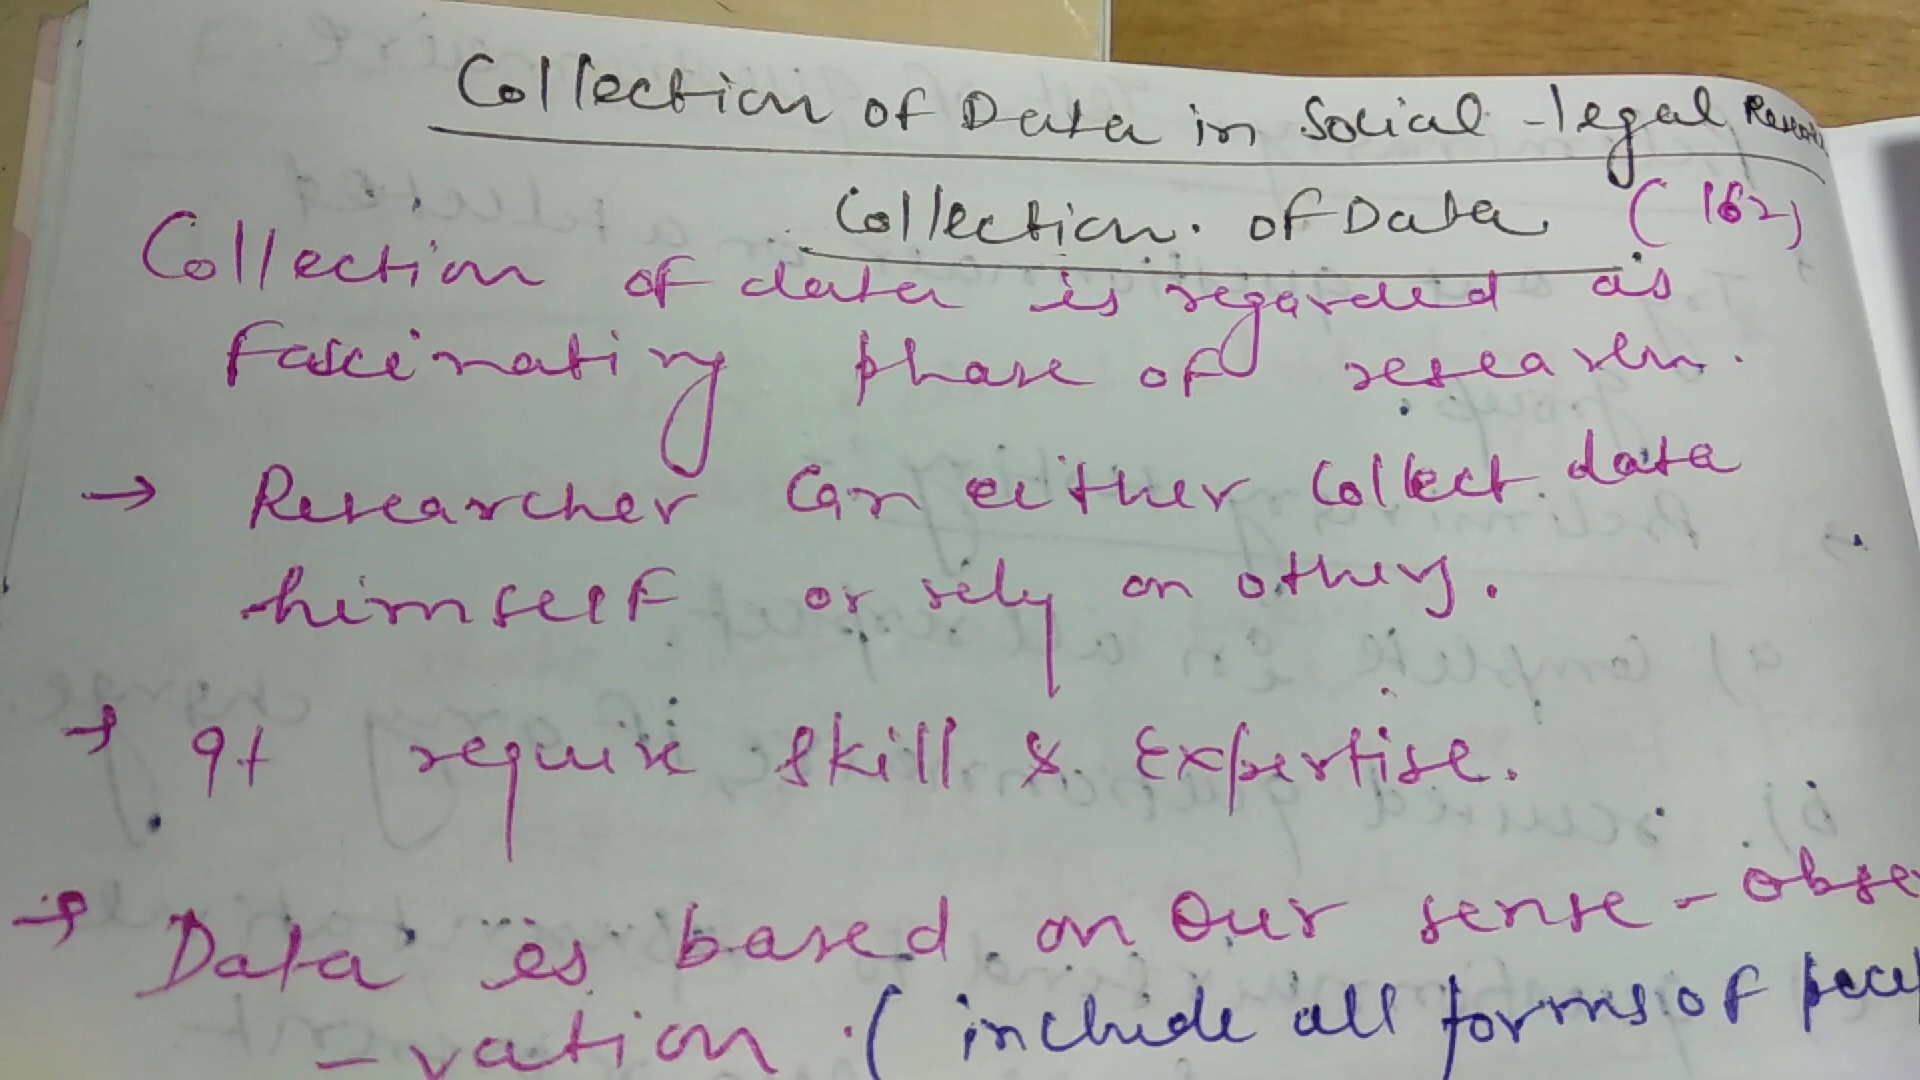 Collection of Data in Social-legal Research
Collection of Data (162)
Collection of data is regarded as
fascinating phase of research.
→ Researcher can either collect data
himself or rely on others.
→ It require skill & Expertise.
→ Data is based on Our sense-obse
-vation. (include all forms of